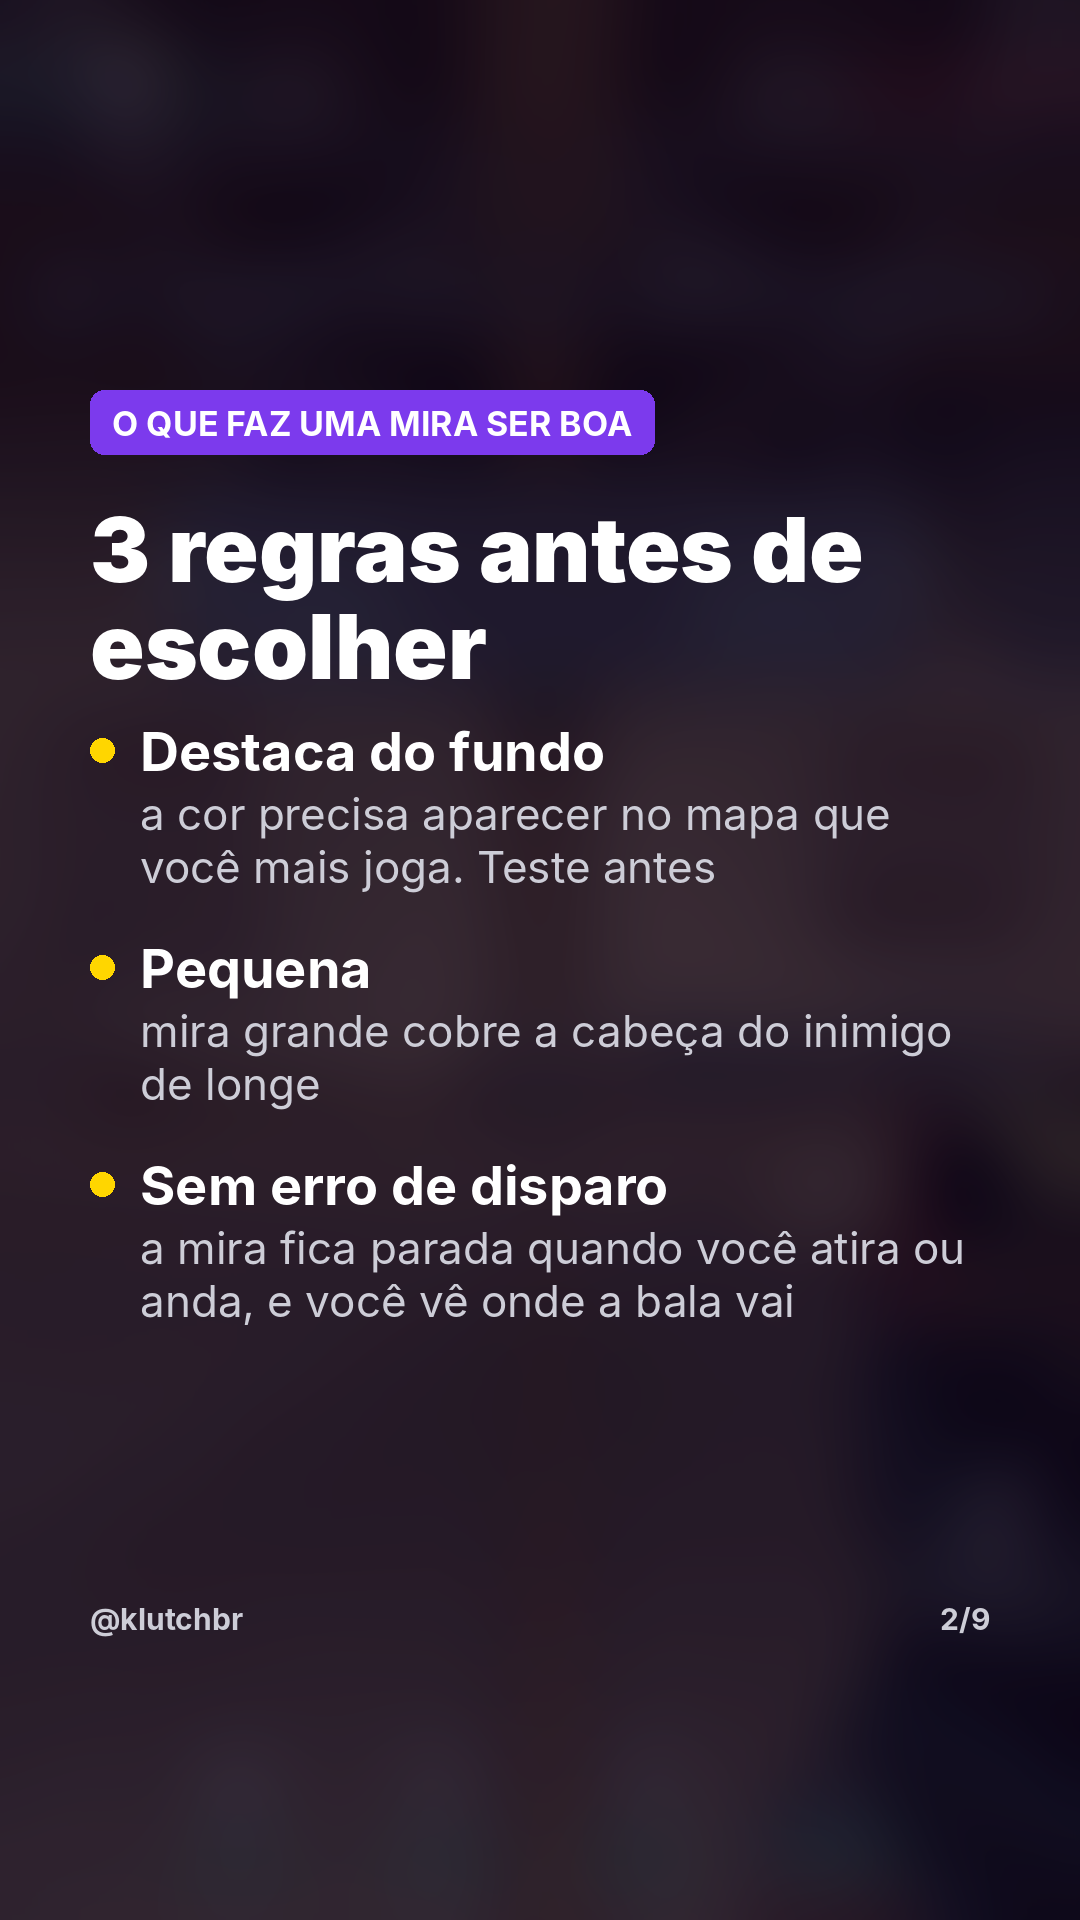 O QUE FAZ UMA MIRA SER BOA
3 regras antes de
escolher
Destaca do fundo
a cor precisa aparecer no mapa que
você mais joga. Teste antes
Pequena
mira grande cobre a cabeça do inimigo
de longe
Sem erro de disparo
a mira fica parada quando você atira ou
anda, e você vê onde a bala vai
@klutchbr
2/9